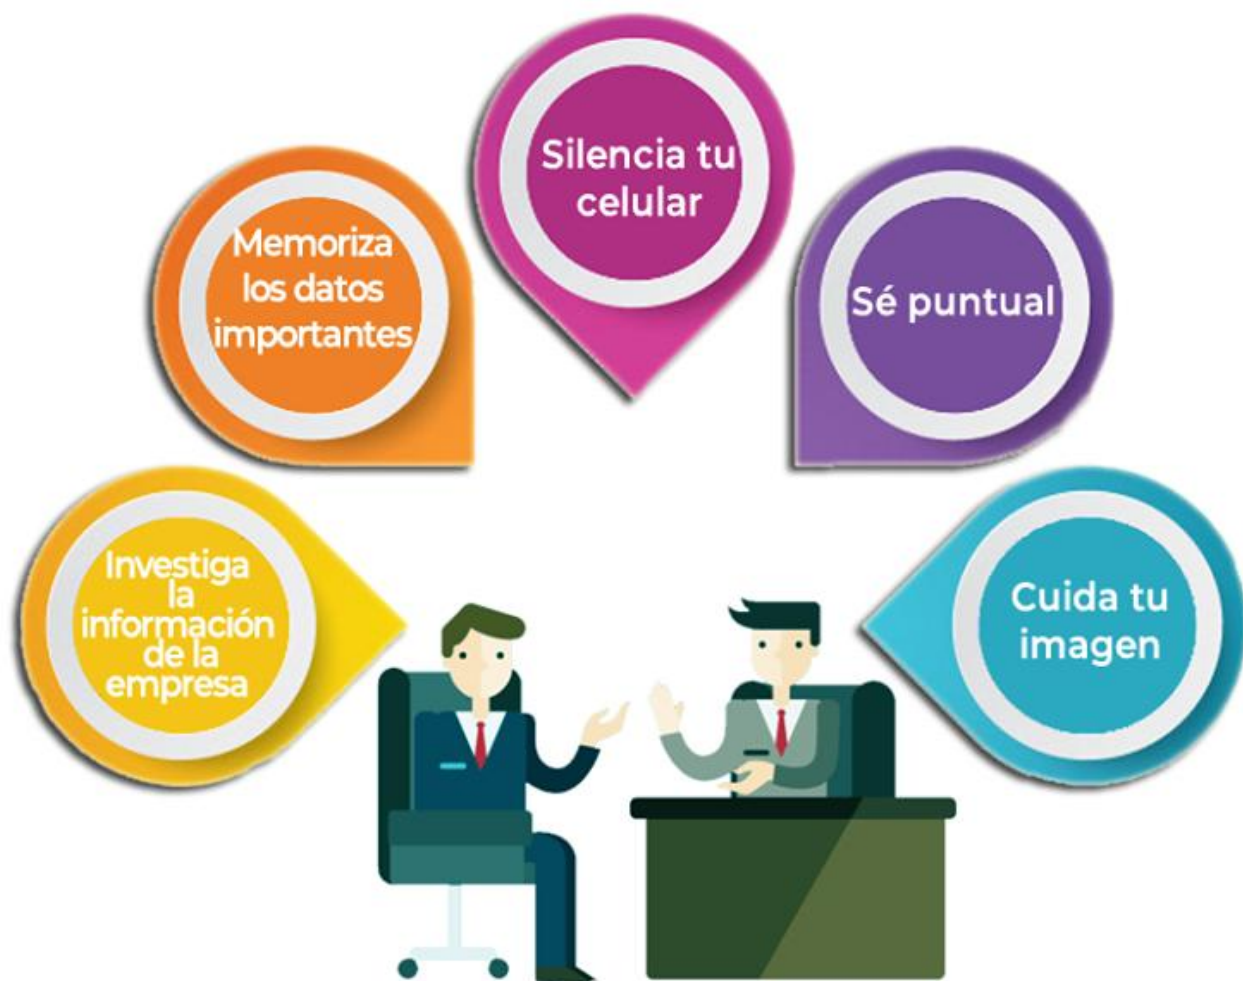 Silencia tu
celular
Memoriza
los datos
importantes
Sé puntual
Investiga
la
información
de la
empresa
Cuida tu
imagen